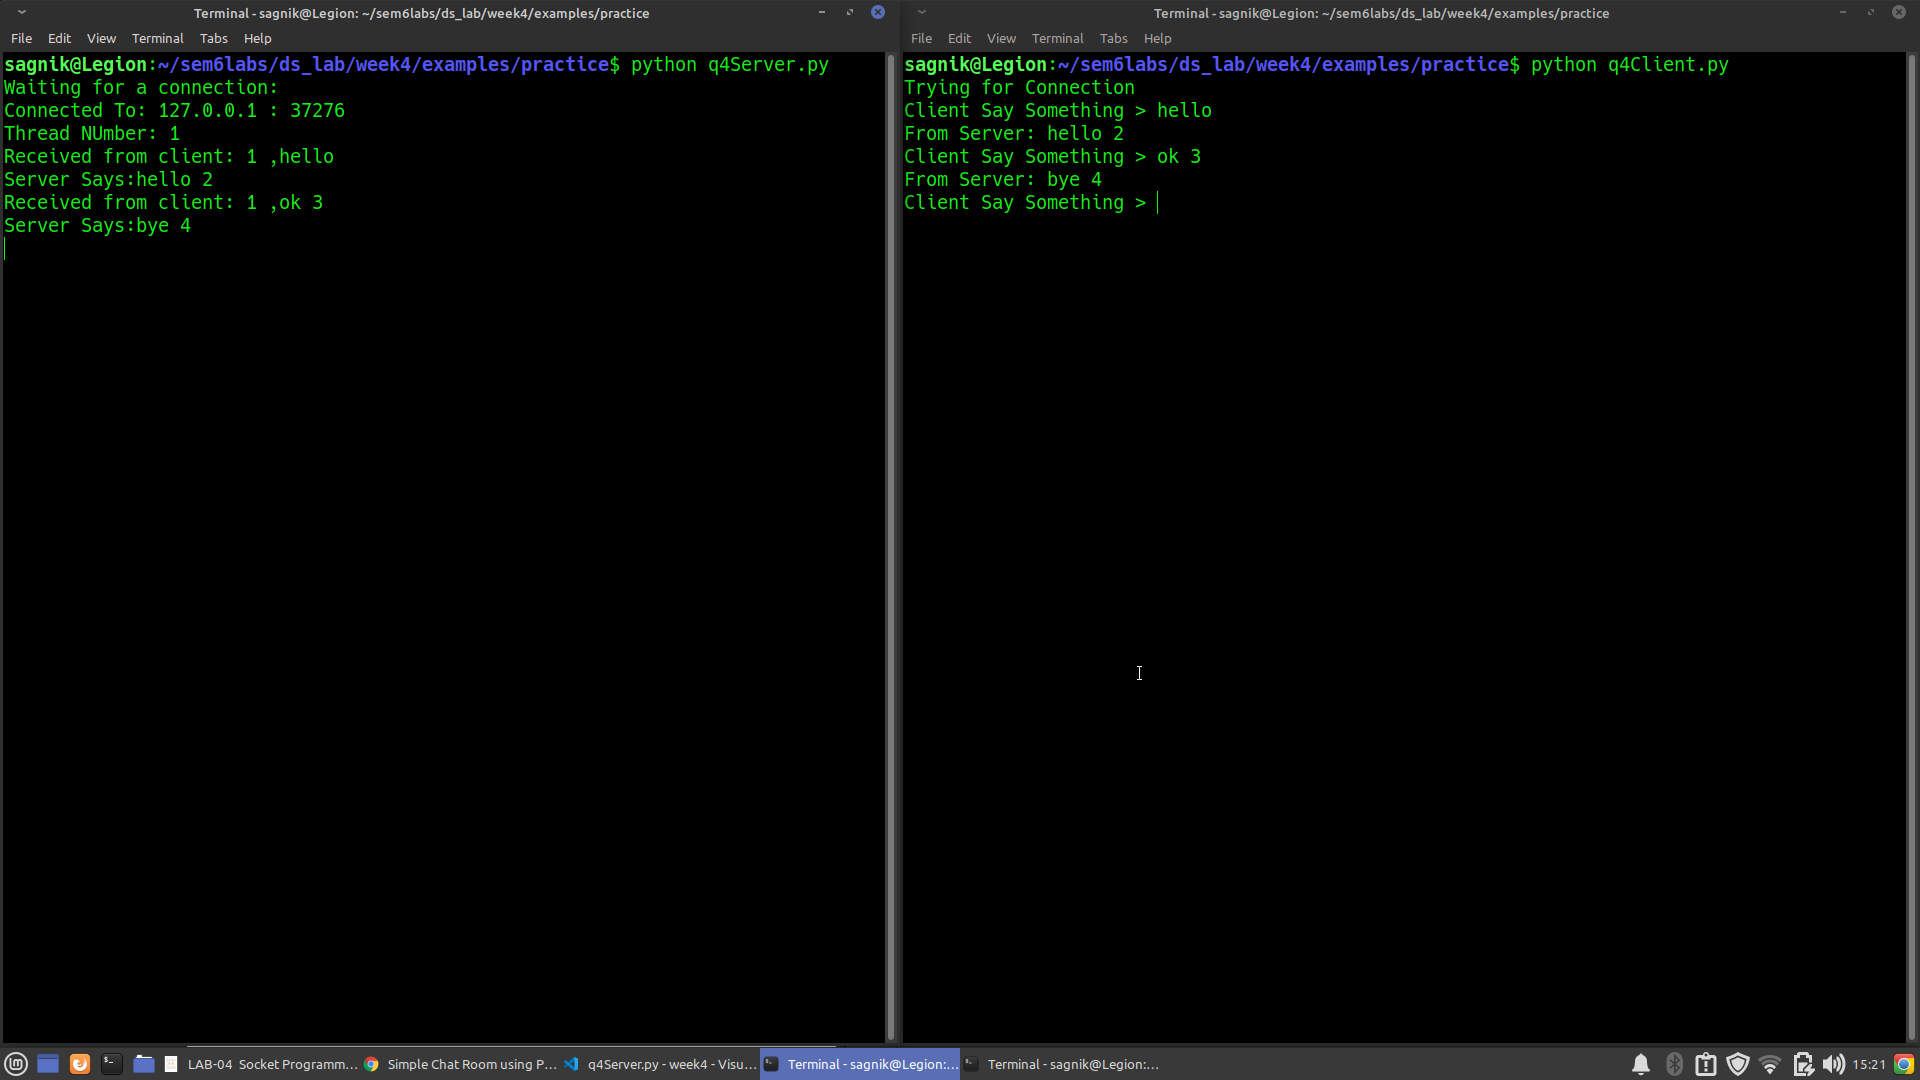 Terminal - sagnik@Legion: ~/sem6labs/ds_lab/week4/examples/practice
File Edit View Terminal Tabs Help
sagnik@Legion:~/sem6labs/ds_lab/week4/examples/practice$ python q4Server.py
Waiting for a connection:
Connected To: 127.0.0.1 : 37276
Thread NUmber: 1
Received from client: 1 ,hello
Server Says:hello 2
Received from client: 1 ,ok 3
Server Says:bye 4
Terminal - sagnik@Legion: ~/sem6labs/ds_lab/week4/examples/practice
File Edit View Terminal Tabs Help
sagnik@Legion:~/sem6labs/ds_lab/week4/examples/practice$ python q4Client.py
Trying for Connection
Client Say Something > hello
From Server: hello 2
Client Say Something > ok 3
From Server: bye 4
Client Say Something >
LAB-04 Socket Programm... Simple Chat Room using P... q4Server.py - week4 - Visu... Terminal - sagnik@Legion:... Terminal - sagnik@Legion:... 15:21